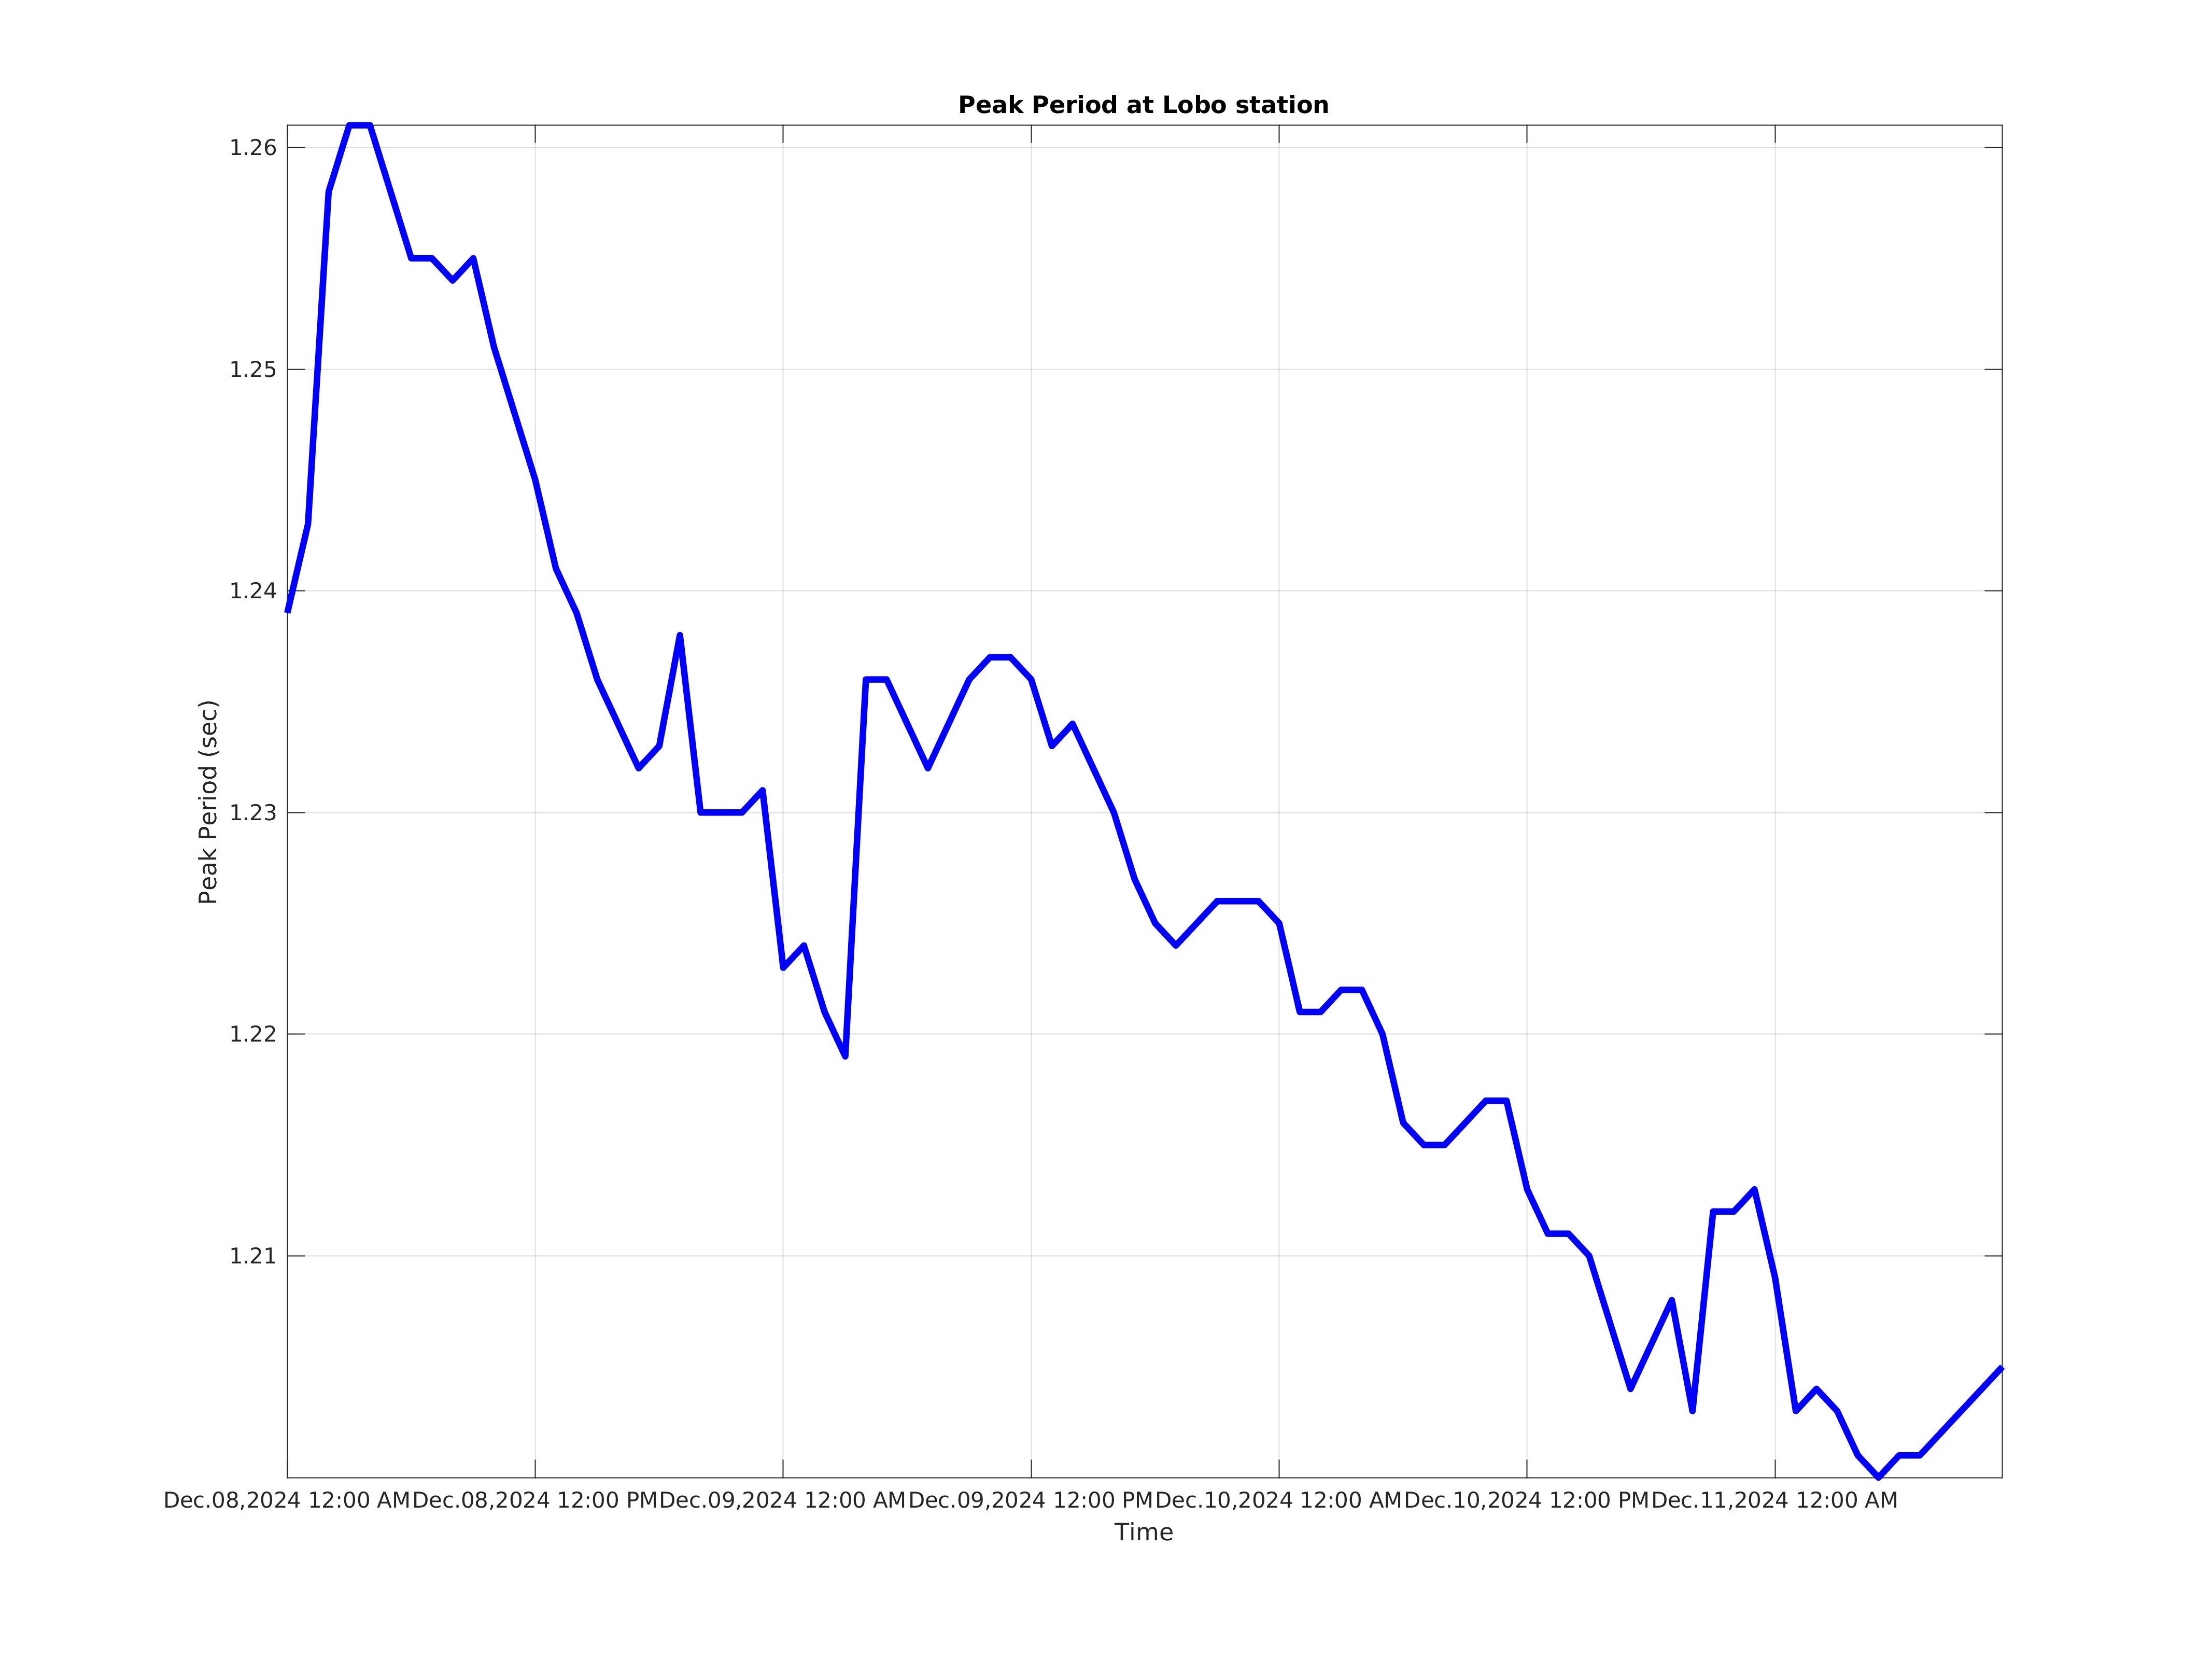 Peak Period at Lobo station
1.26
1.25
1.24
1.23
1.22
1.21
Peak Period (sec)
Dec.08,2024 12:00 AM Dec.08,2024 12:00 PM Dec.09,2024 12:00 AM Dec.09,2024 12:00 PM Dec.10,2024 12:00 AM Dec.10,2024 12:00 PM Dec.11,2024 12:00 AM
Time